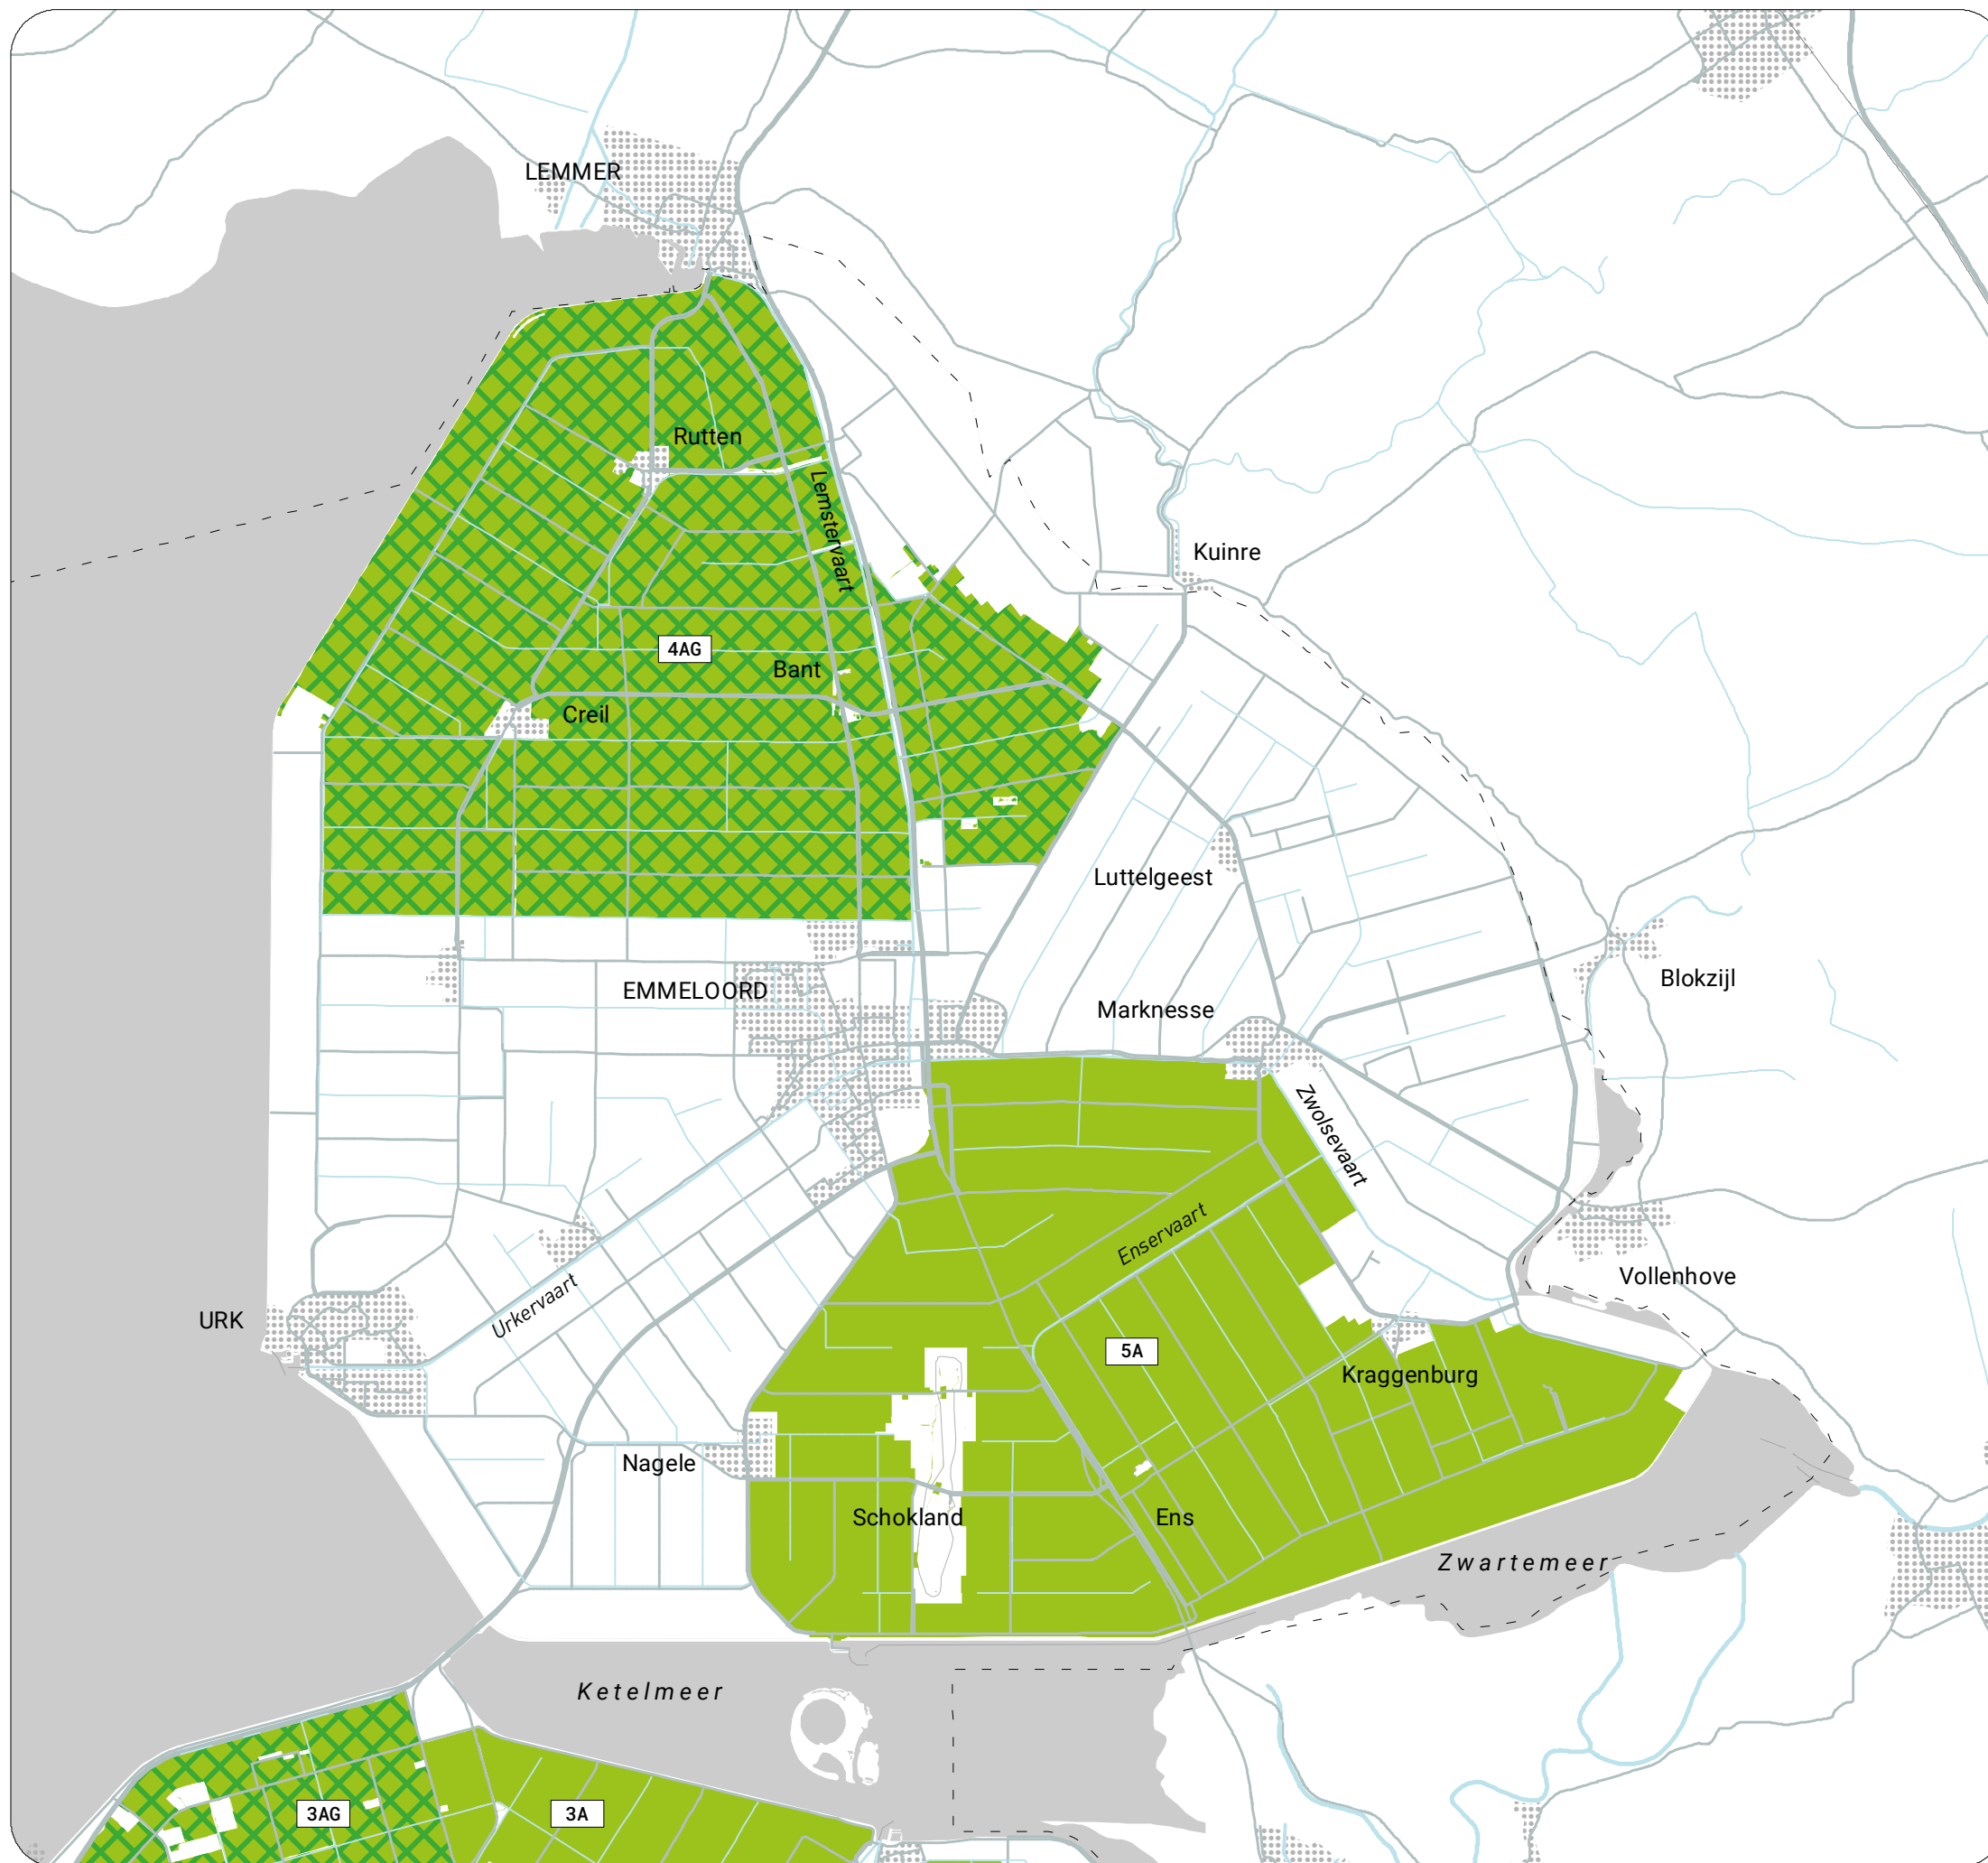 LEMMER
Rutten
Lemstervaart
Kuinre
4AG
Bant
Creil
Luttelgeest
Blokzijl
EMMELOORD
Marknesse
Zwolsevaart
Enservaart
Vollenhove
Urkervaart
URK
5A
Kraggenburg
Nagele
Schokland
Ens
Zwartemeer
Ketelmeer
3AG
3A